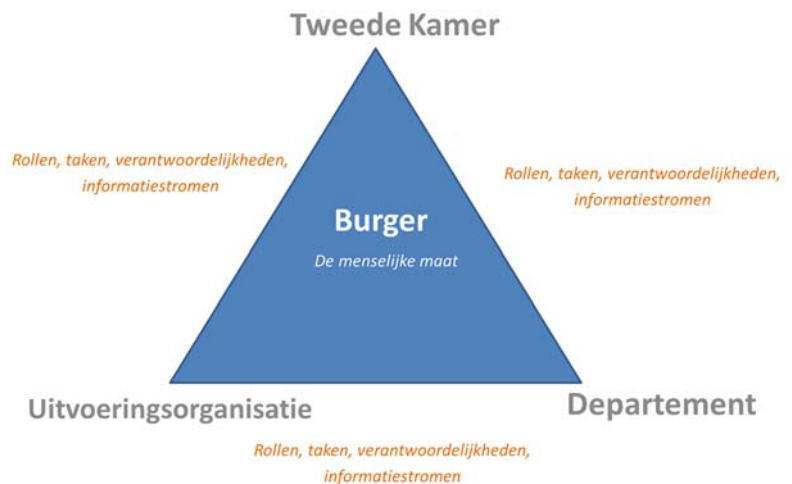 Tweede Kamer
Rollen, taken, verantwoordelijkheden,
informatiestromen
Rollen, taken, verantwoordelijkheden,
informatiestromen
Burger
De menselijke maat
Uitvoeringsorganisatie
Departement
Rollen, taken, verantwoordelijkheden,
informatiestromen